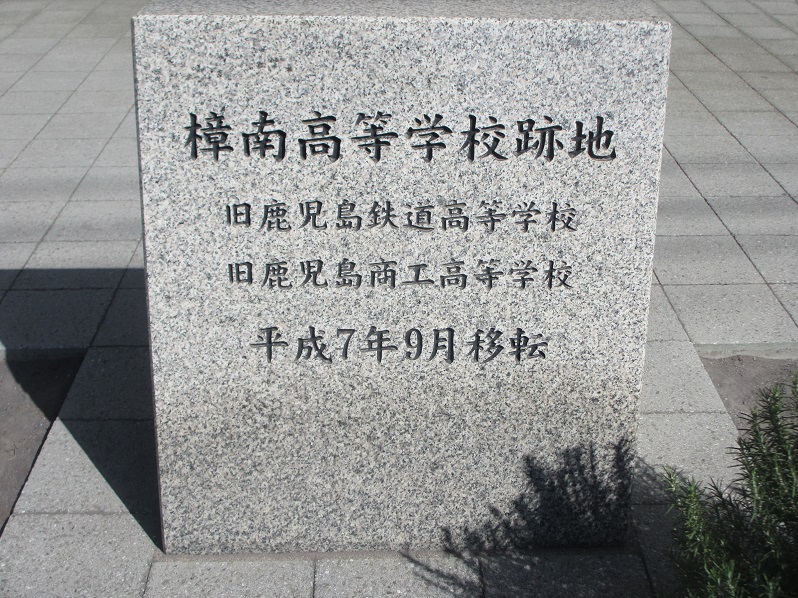 樟南高等学校跡地
旧鹿児島鉄道高等学校
旧鹿児島商工高等学校
平成7年9月移転